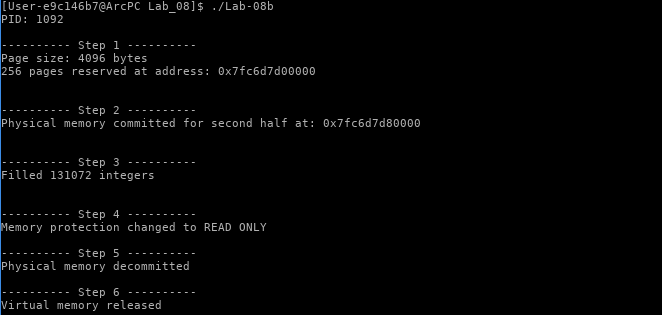 [User-e9c146b7@ArcPC Lab_08]$ ./Lab-08b
PID: 1092
---------- Step 1 ----------
Page size: 4096 bytes
256 pages reserved at address: 0x7fc6d7d00000
---------- Step 2 ----------
Physical memory committed for second half at: 0x7fc6d7d80000
---------- Step 3 ----------
Filled 131072 integers
---------- Step 4 ----------
Memory protection changed to READ ONLY
---------- Step 5 ----------
Physical memory decommitted
---------- Step 6 ----------
Virtual memory released